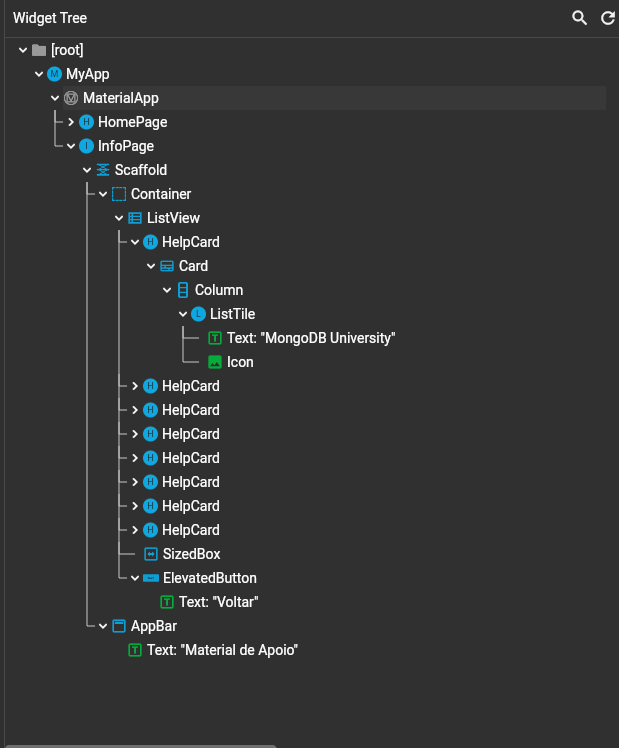 Widget Tree
[root]
M MyApp
M MaterialApp
H HomePage
I InfoPage
Scaffold
Container
ListView
H HelpCard
Card
Column
L ListTile
T Text: "MongoDB University"
Icon
H HelpCard
H HelpCard
H HelpCard
H HelpCard
H HelpCard
H HelpCard
H HelpCard
SizedBox
ElevatedButton
T Text: "Voltar"
AppBar
T Text: "Material de Apoio"